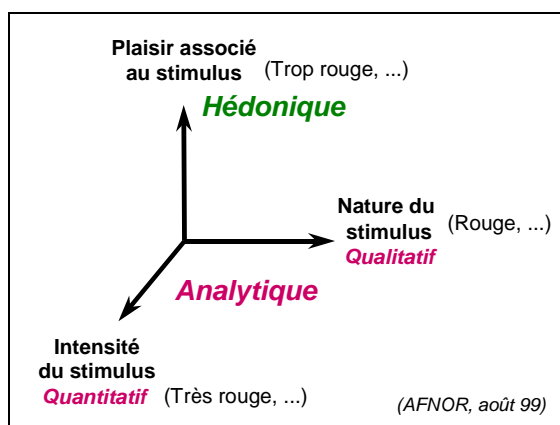 Plaisir associé
au stimulus (Trop rouge, ...)
Hédonique
Nature du
stimulus (Rouge, ...)
Qualitatif
Analytique
Intensité
du stimulus
Quantitatif (Très rouge, ...)
(AFNOR, août 99)